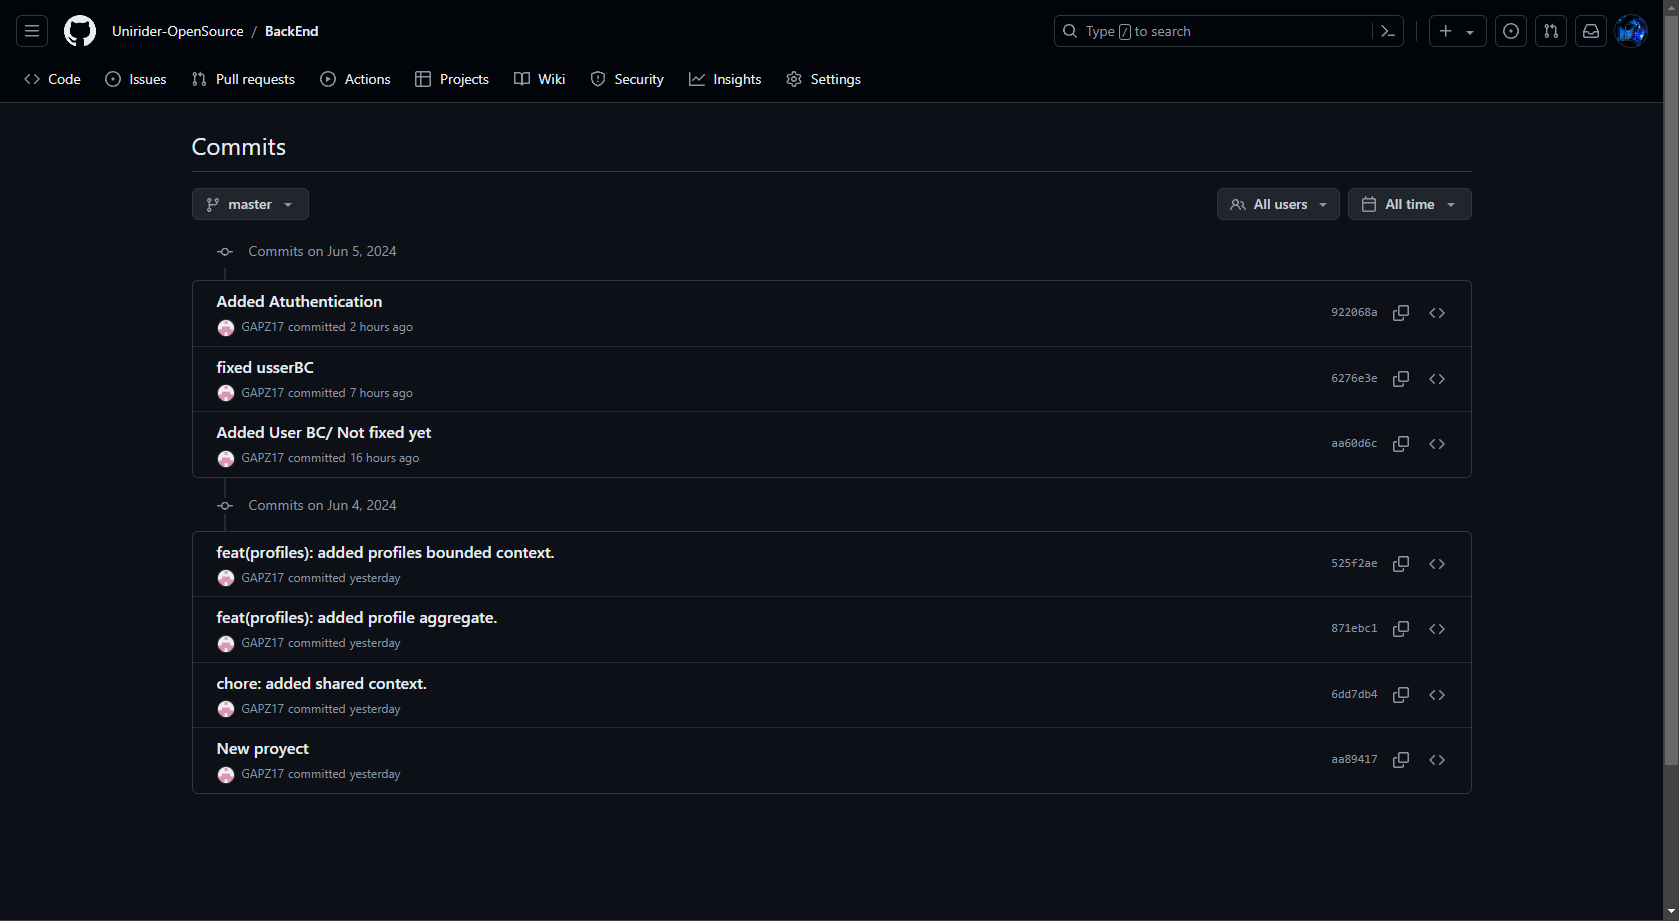 Unirider-OpenSource / BackEnd
Type / to search
Code Issues Pull requests Actions Projects Wiki Security Insights Settings
Commits
master All users All time
Commits on Jun 5, 2024
Added Atuthentication
GAPZ17 committed 2 hours ago
922068a
fixed usserBC
GAPZ17 committed 7 hours ago
6276e3e
Added User BC/ Not fixed yet
GAPZ17 committed 16 hours ago
aa60d6c
Commits on Jun 4, 2024
feat(profiles): added profiles bounded context.
GAPZ17 committed yesterday
525f2ae
feat(profiles): added profile aggregate.
GAPZ17 committed yesterday
871ebc1
chore: added shared context.
GAPZ17 committed yesterday
6dd7db4
New proyect
GAPZ17 committed yesterday
aa89417